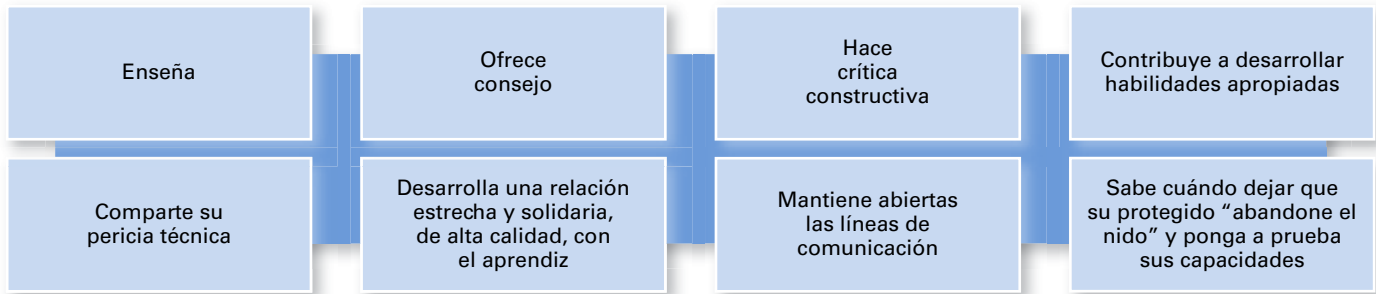 Enseña
Ofrece
consejo
Hace
crítica
constructiva
Contribuye a desarrollar
habilidades apropiadas
Comparte su
pericia técnica
Desarrolla una relación
estrecha y solidaria,
de alta calidad, con
el aprendiz
Mantiene abiertas
las líneas de
comunicación
Sabe cuándo dejar que
su protegido “abandone el
nido” y ponga a prueba
sus capacidades